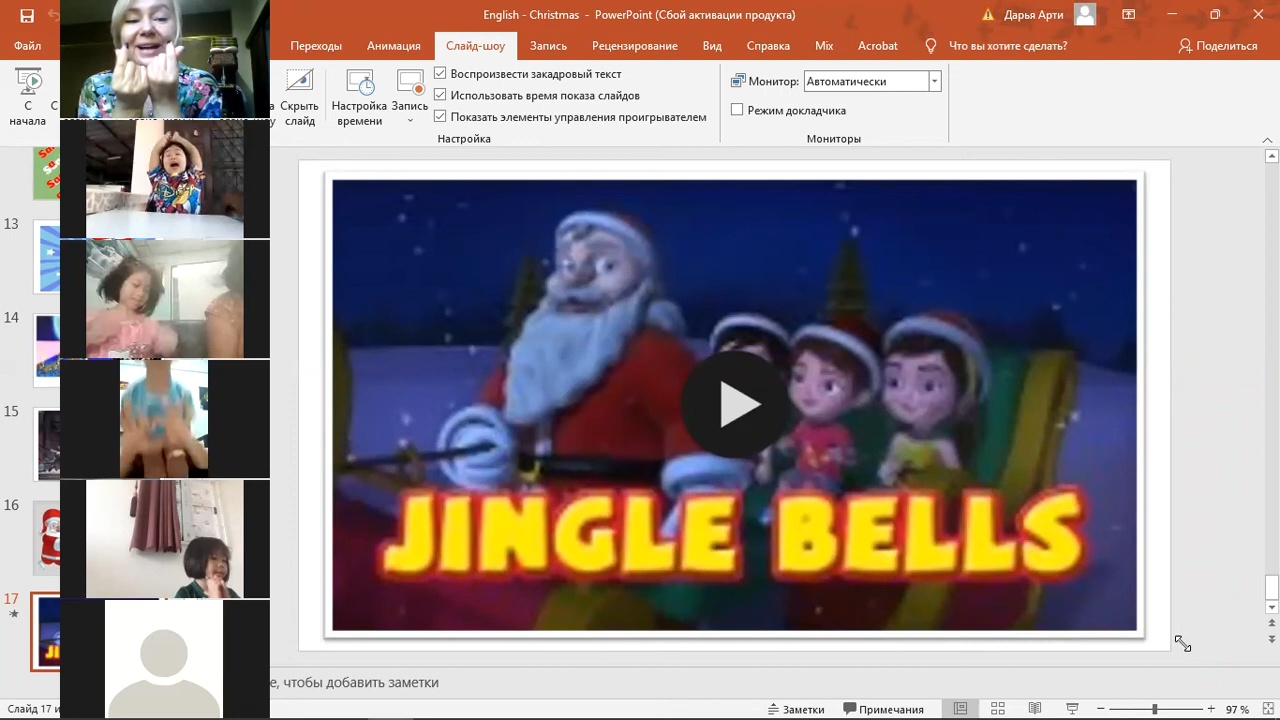 English - Christmas - PowerPoint (Сбой активации продукта)
Дарья Арти
Файл
Переходы
Анимация
Слайд-шоу
Запись
Рецензирование
Вид
Справка
Mix
Acrobat
Что вы хотите сделать?
Поделиться
С начала
Скрыть слайд
Настройка времени
Запись
Воспроизвести закадровый текст
Использовать время показа слайдов
Показать элементы управления проигрывателем
Настройка
Монитор:
Автоматически
Режим докладчика
Мониторы
13
14
15
16
17
JINGLE BELLS
чтобы добавить заметки
Слайд 17
Заметки
Примечания
97 %